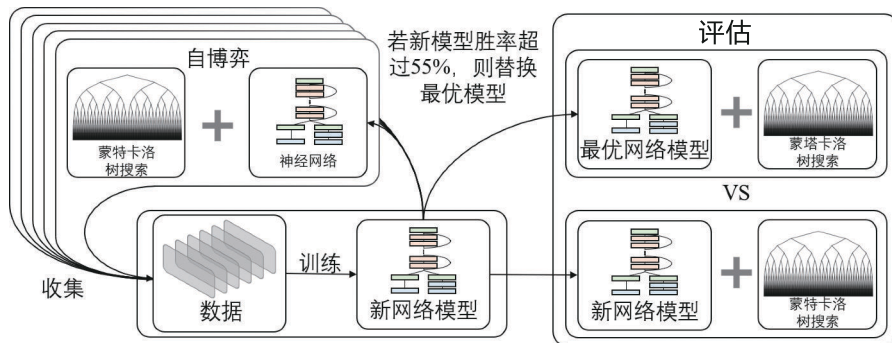 自博弈
蒙特卡洛
树搜索
神经网络
若新模型胜率超
过55%，则替换
最优模型
收集
数据
训练
新网络模型
评估
最优网络模型
蒙塔卡洛
树搜索
VS
新网络模型
蒙特卡洛
树搜索